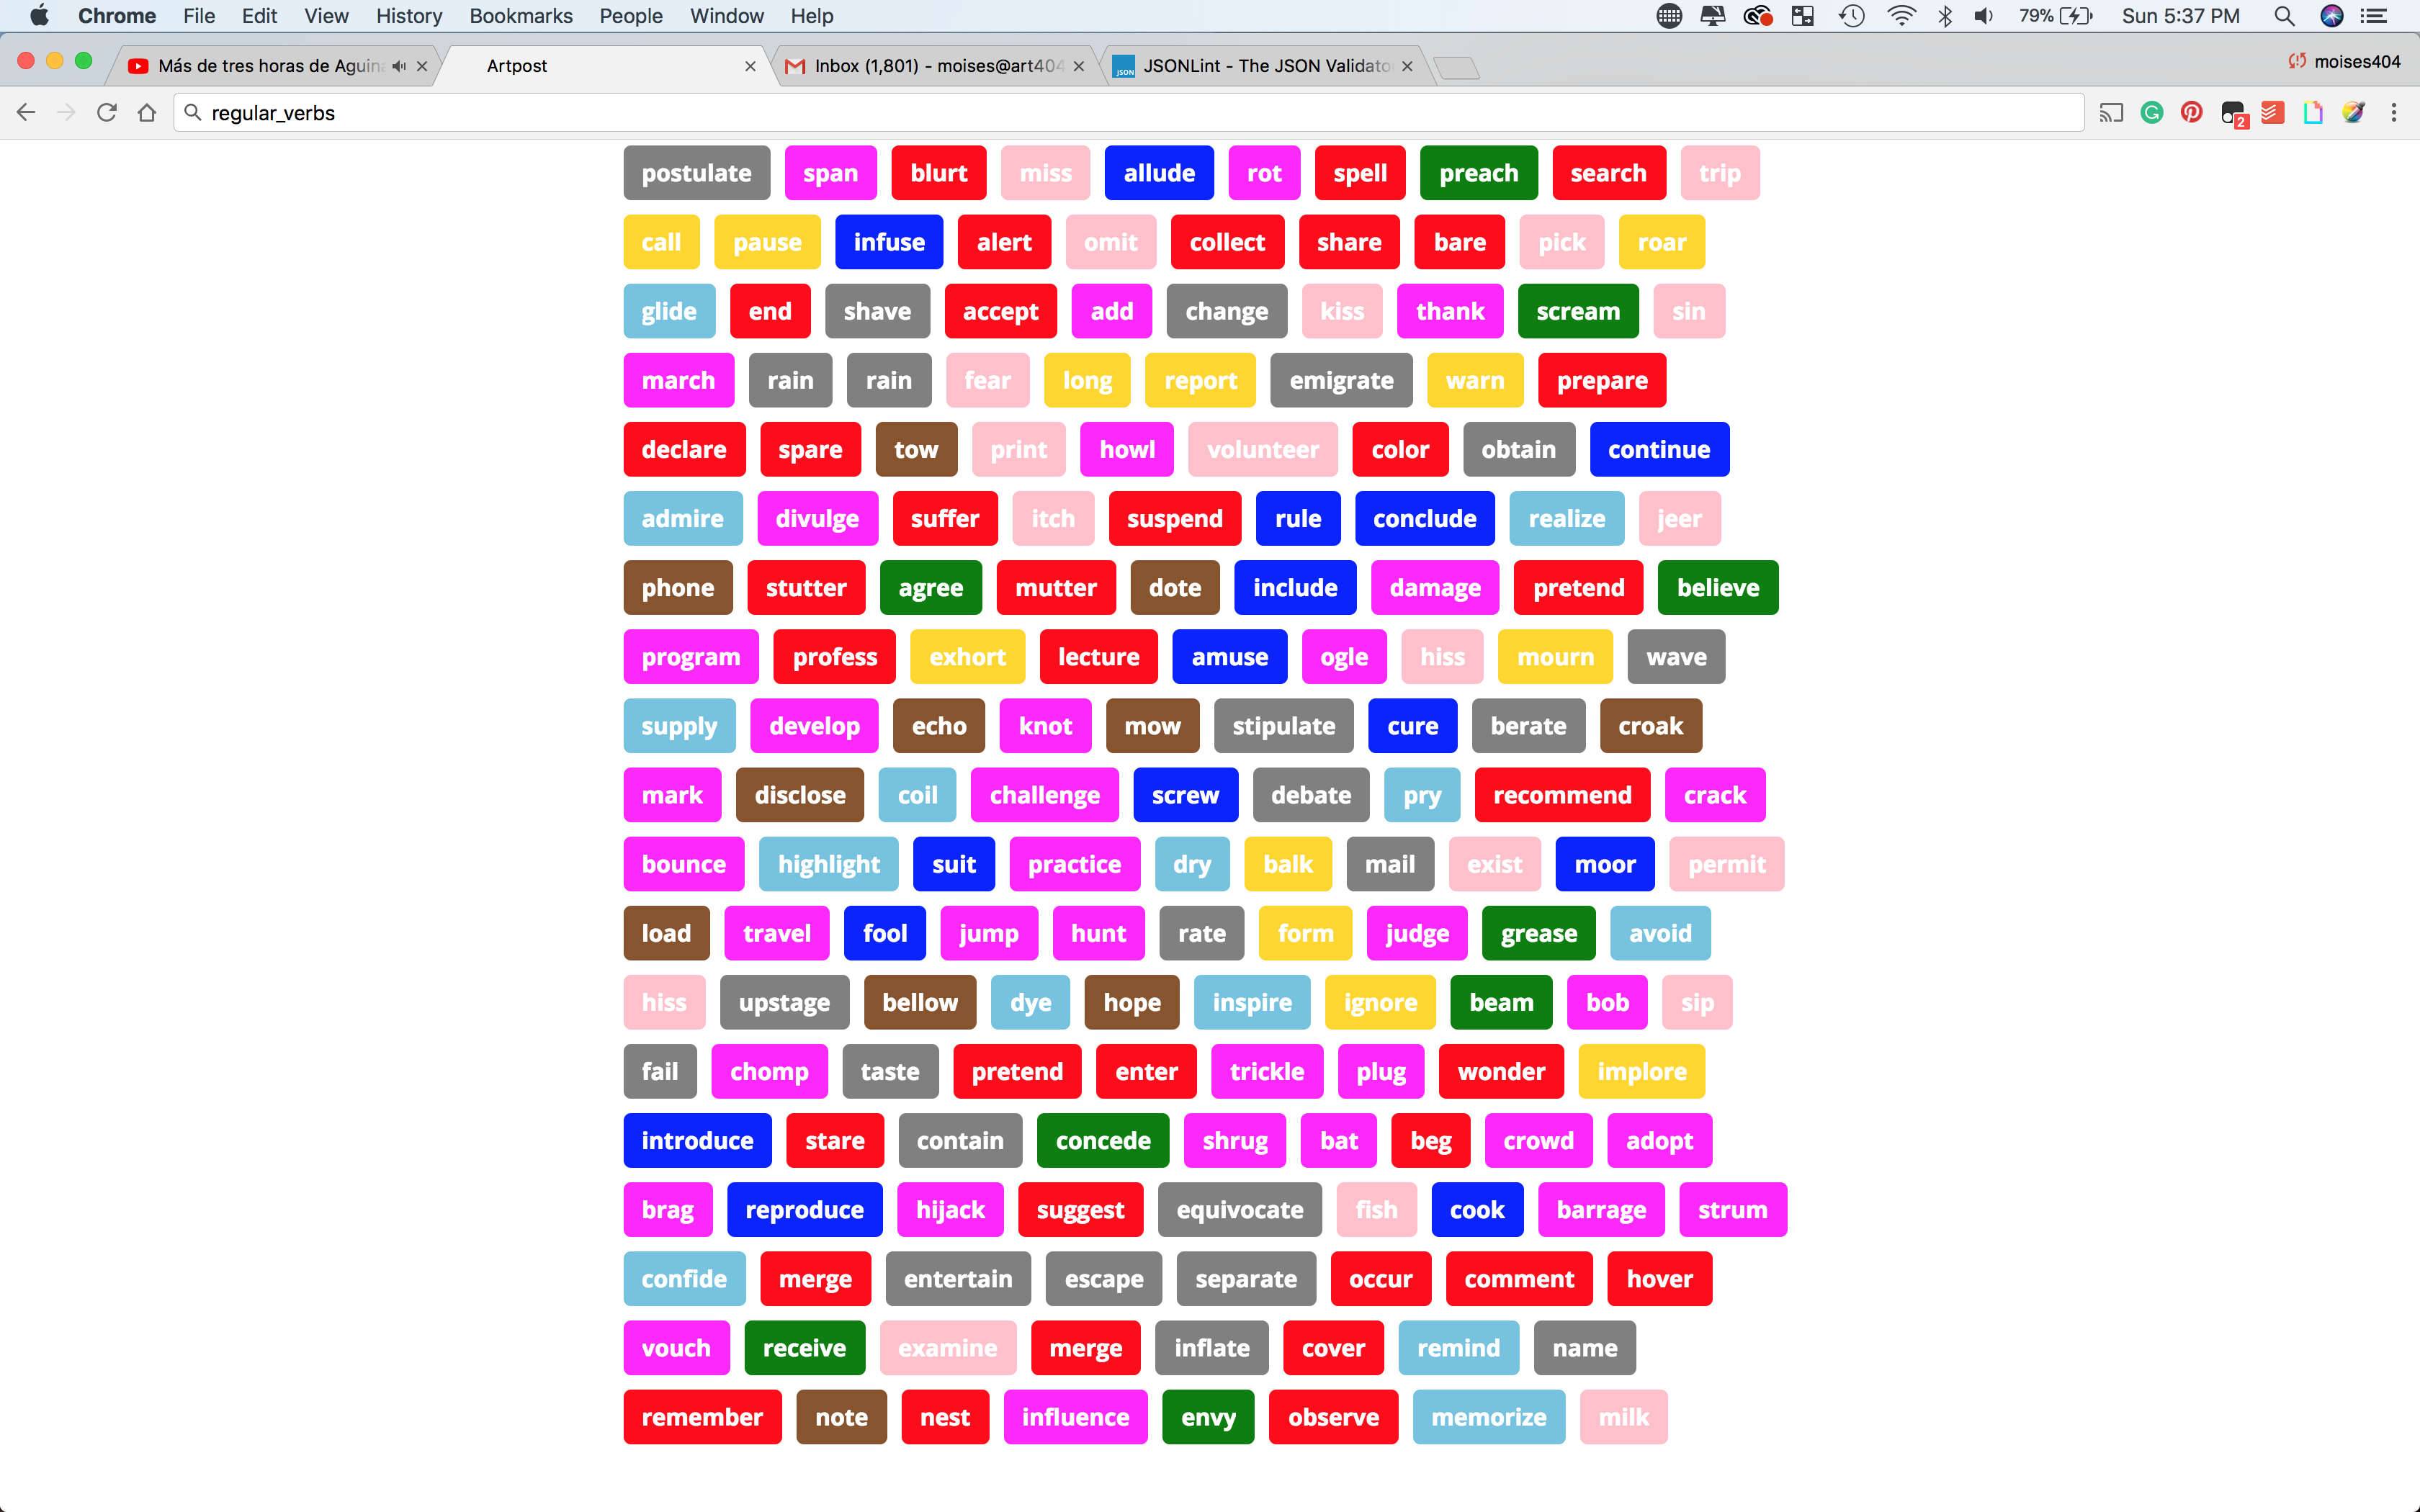 Chrome File Edit View History Bookmarks People Window Help 79% Sun 5:37 PM
Más de tres horas de Aguina Artpost Inbox (1,801) - moises@art404 JSON JSONLint - The JSON Validator moises404
regular_verbs 2
postulate span blurt miss allude rot spell preach search trip
call pause infuse alert omit collect share bare pick roar
glide end shave accept add change kiss thank scream sin
march rain rain fear long report emigrate warn prepare
declare spare tow print howl volunteer color obtain continue
admire divulge suffer itch suspend rule conclude realize jeer
phone stutter agree mutter dote include damage pretend believe
program profess exhort lecture amuse ogle hiss mourn wave
supply develop echo knot mow stipulate cure berate croak
mark disclose coil challenge screw debate pry recommend crack
bounce highlight suit practice dry balk mail exist moor permit
load travel fool jump hunt rate form judge grease avoid
hiss upstage bellow dye hope inspire ignore beam bob sip
fail chomp taste pretend enter trickle plug wonder implore
introduce stare contain concede shrug bat beg crowd adopt
brag reproduce hijack suggest equivocate fish cook barrage strum
confide merge entertain escape separate occur comment hover
vouch receive examine merge inflate cover remind name
remember note nest influence envy observe memorize milk